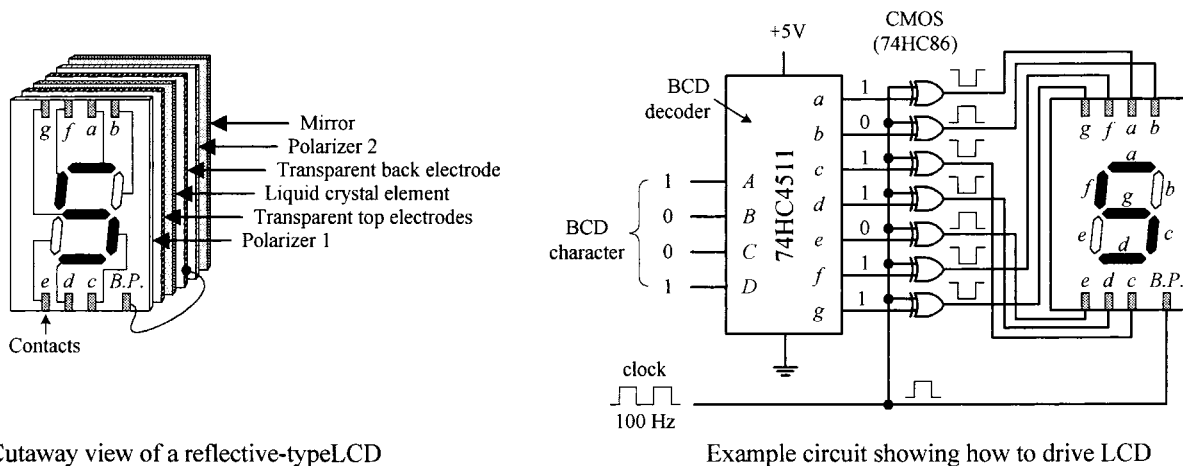 g f a b
Mirror
Polarizer 2
Transparent back electrode
Liquid crystal element
Transparent top electrodes
Polarizer 1
e d c B.P.
Contacts
Cutaway view of a reflective-typeLCD
CMOS
(74HC86)
+5V
BCD
decoder
74HC4511
BCD
character
1 A
0 B
0 C
1 D
a 1
b 0
c 1
d 1
e 0
f 1
g 1
g f a b
a
f
b
g
e
c
d
e d c B.P.
clock
100 Hz
Example circuit showing how to drive LCD